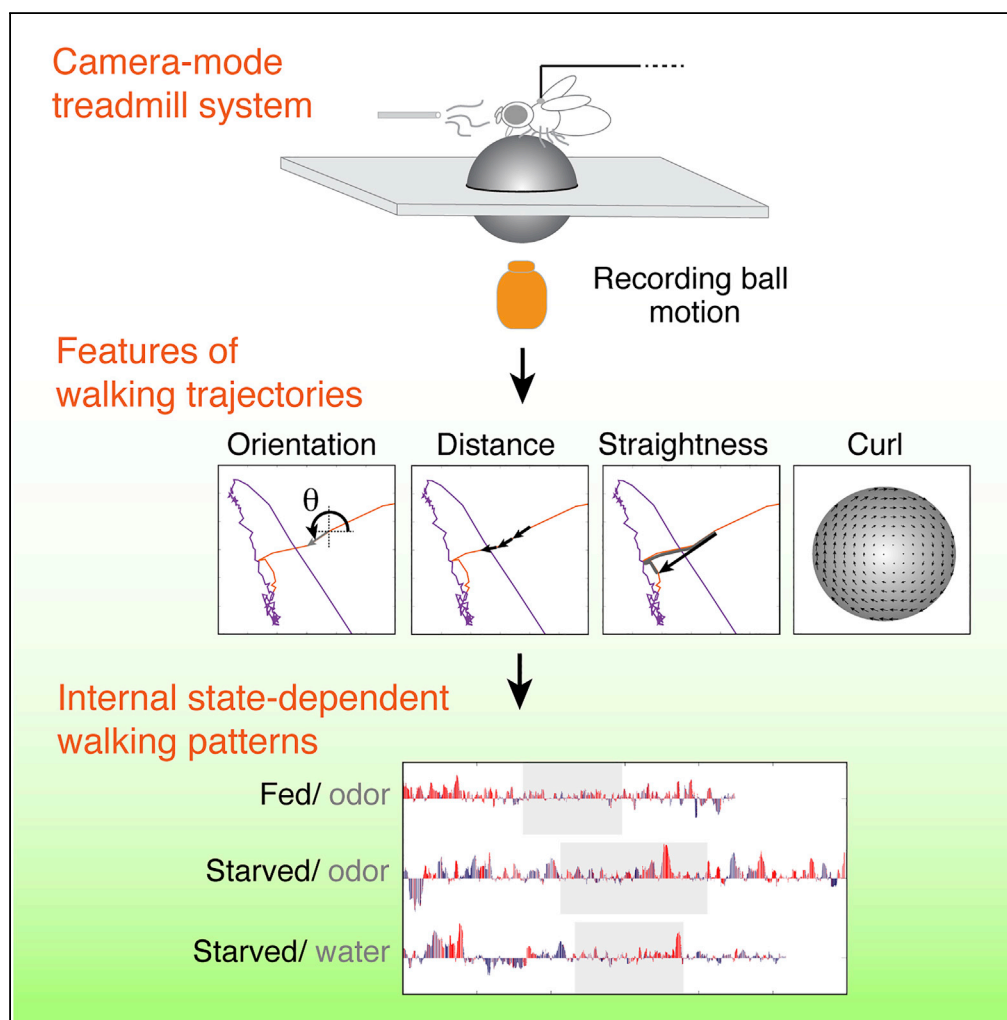 Camera-mode
treadmill system
Recording ball
motion
Features of
walking trajectories
Orientation
Distance
Straightness
Curl
θ
Internal state-dependent
walking patterns
Fed/ odor
Starved/ odor
Starved/ water